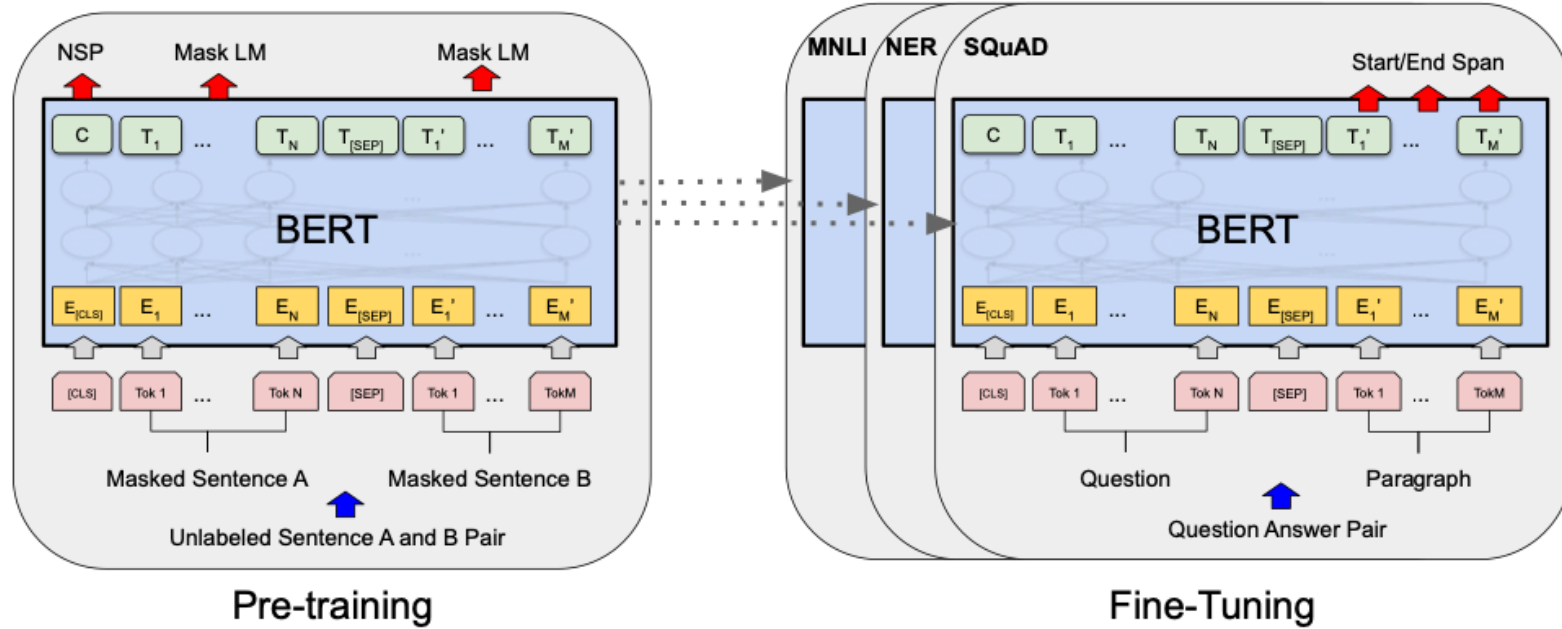 NSP Mask LM Mask LM
C T1 ... TN T[SEP] T1' ... TM'
BERT
E[CLS] E1 ... EN E[SEP] E1' ... EM'
[CLS] Tok 1 ... Tok N [SEP] Tok 1 ... TokM
Masked Sentence A Masked Sentence B
Unlabeled Sentence A and B Pair
Pre-training
MNLI NER SQuAD
Start/End Span
C T1 ... TN T[SEP] T1' ... TM'
BERT
E[CLS] E1 ... EN E[SEP] E1' ... EM'
[CLS] Tok 1 ... Tok N [SEP] Tok 1 ... TokM
Question Paragraph
Question Answer Pair
Fine-Tuning